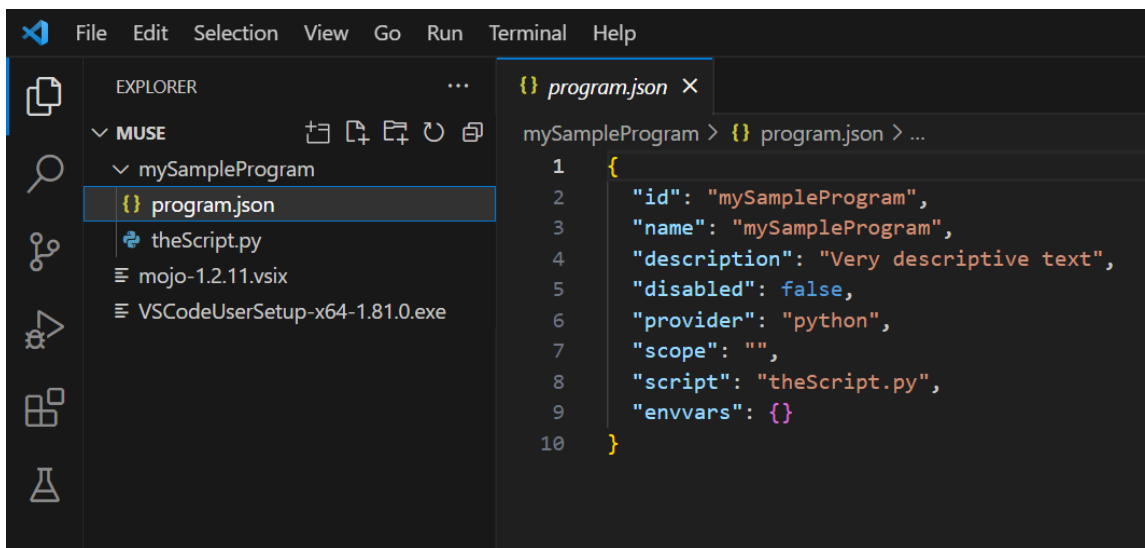 File Edit Selection View Go Run Terminal Help
EXPLORER
MUSE
mySampleProgram
{} program.json
theScript.py
mojo-1.2.11.vsix
VSCodeUserSetup-x64-1.81.0.exe
{} program.json
mySampleProgram > {} program.json > ...
1 {
2 "id": "mySampleProgram",
3 "name": "mySampleProgram",
4 "description": "Very descriptive text",
5 "disabled": false,
6 "provider": "python",
7 "scope": "",
8 "script": "theScript.py",
9 "envvars": {}
10 }